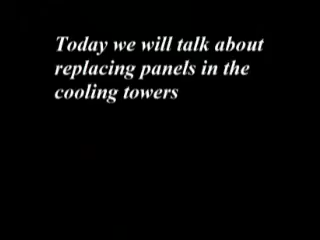 Today we will talk about
replacing panels in the
cooling towers